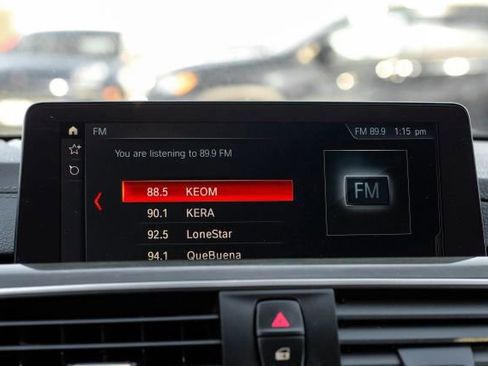 FM
FM 89.9 1:15 pm
You are listening to 89.9 FM
88.5 KEOM
90.1 KERA
92.5 LoneStar
94.1 QueBuena
FM